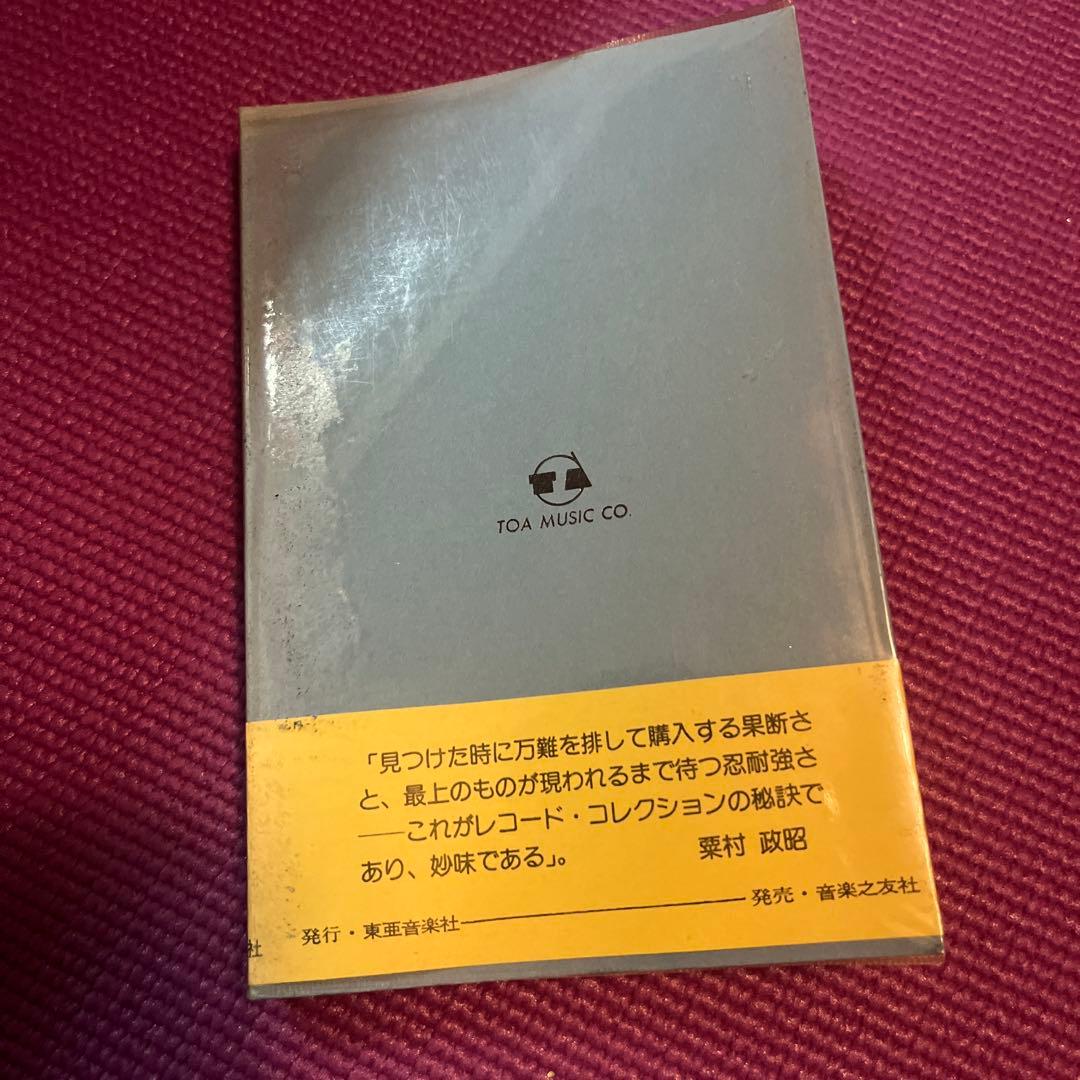 TA
TOA MUSIC CO.
「見つけた時に万難を排して購入する果断さ
と、最上のものが現われるまで待つ忍耐強さ
──これがレコード・コレクションの秘訣で
あり、妙味である」。 粟村 政昭
発行・東亜音楽社────────発売・音楽之友社
社